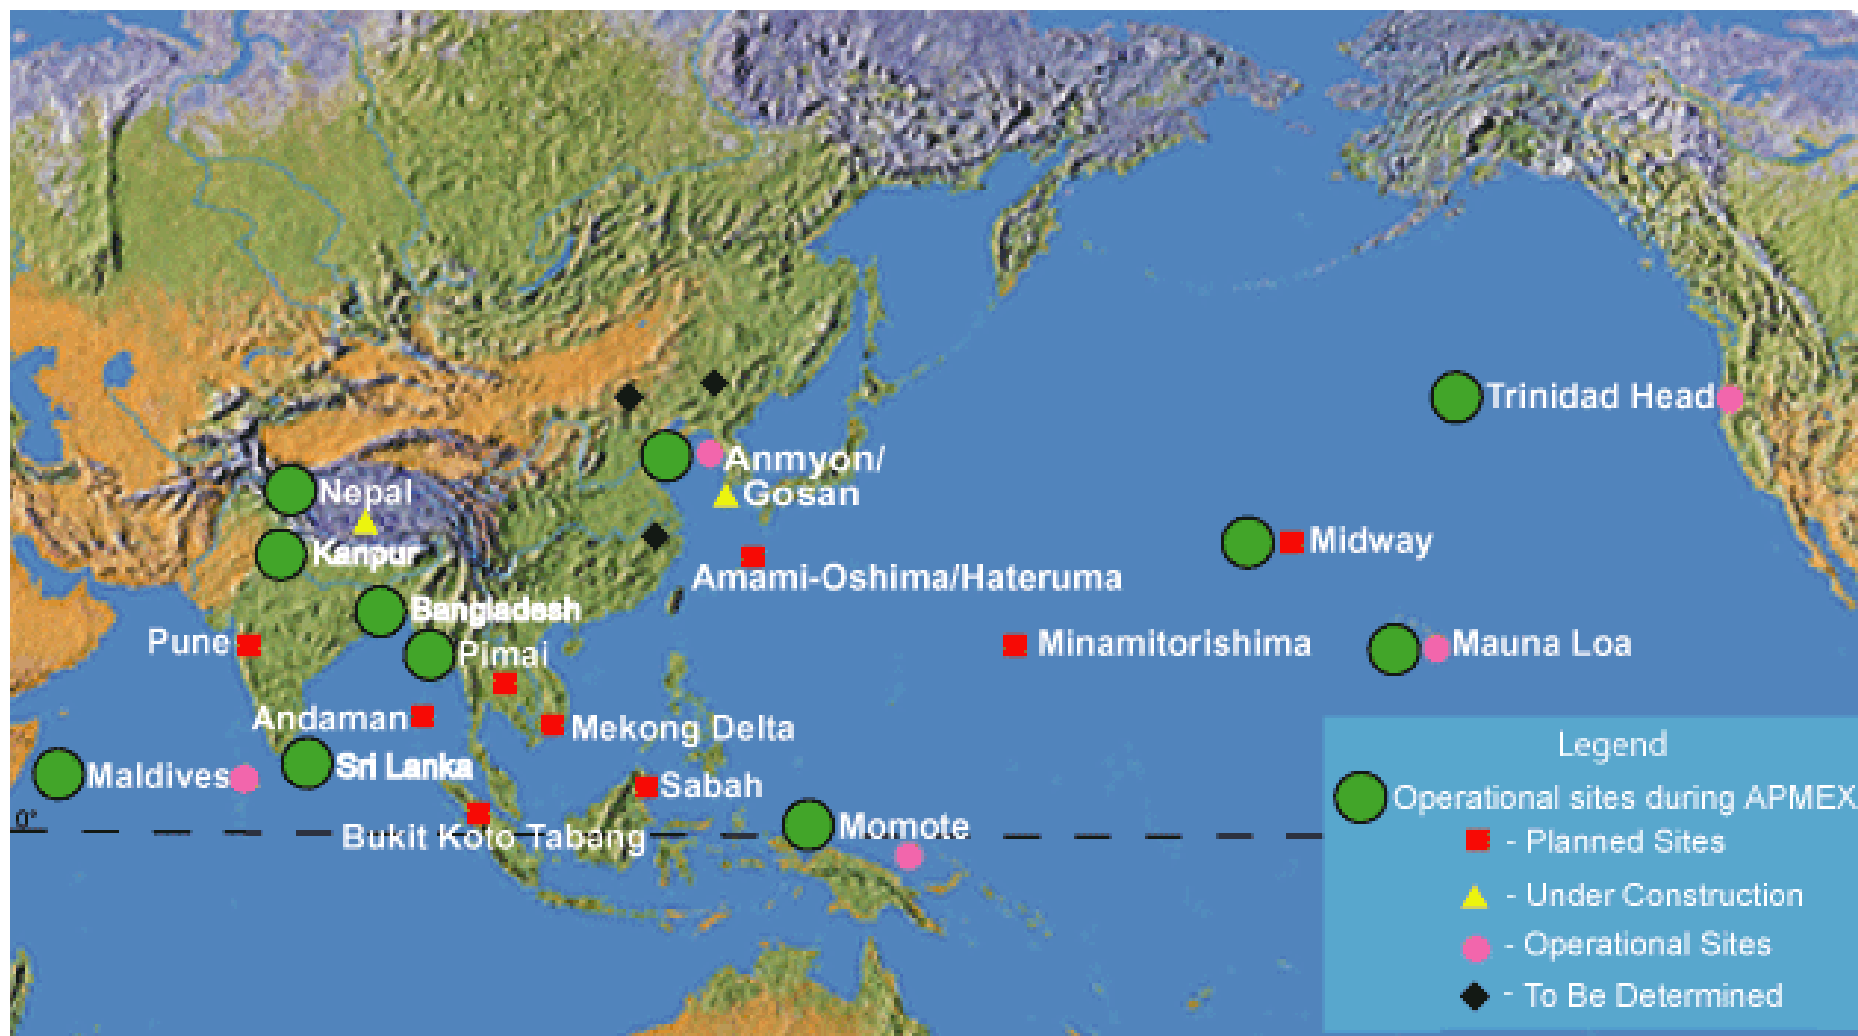 Trinidad Head
Anmyon/
Gosan
Nepal
Kanpur
Midway
Amami-Oshima/Hateruma
Bangladesh
Pune
Pimai
Minamitorishima
Mauna Loa
Andaman
Mekong Delta
Maldives
Sri Lanka
Sabah
0°
Bukit Koto Tabang
Momote
Legend
Operational sites during APMEX
- Planned Sites
- Under Construction
- Operational Sites
- To Be Determined